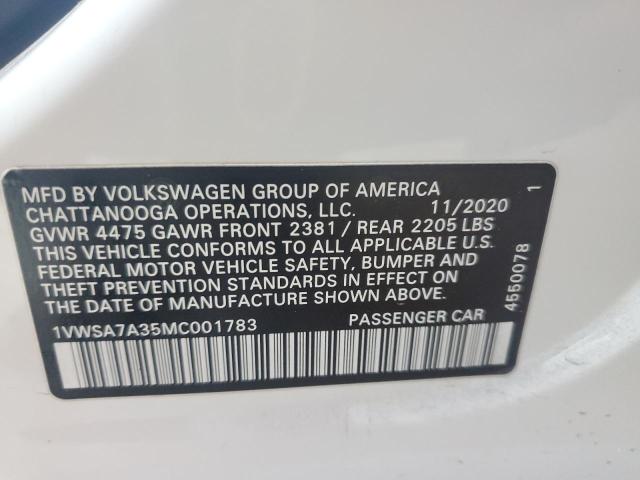 MFD BY VOLKSWAGEN GROUP OF AMERICA
CHATTANOOGA OPERATIONS, LLC. 11/2020
GVWR 4475 GAWR FRONT 2381 / REAR 2205 LBS
THIS VEHICLE CONFORMS TO ALL APPLICABLE U.S.
FEDERAL MOTOR VEHICLE SAFETY, BUMPER AND
THEFT PREVENTION STANDARDS IN EFFECT ON
THE DATE OF MANUFACTURE SHOWN ABOVE.
1VWSA7A35MC001783 PASSENGER CAR
4550078 1